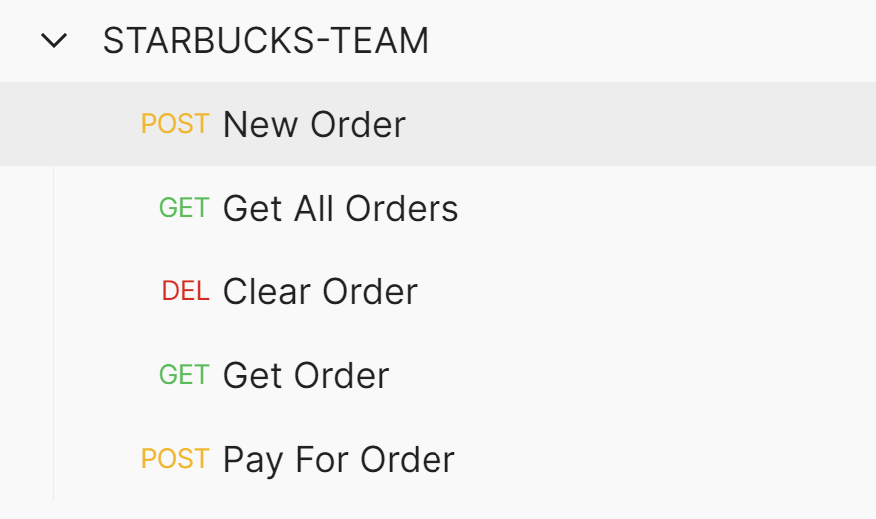 STARBUCKS-TEAM
POST New Order
GET Get All Orders
DEL Clear Order
GET Get Order
POST Pay For Order